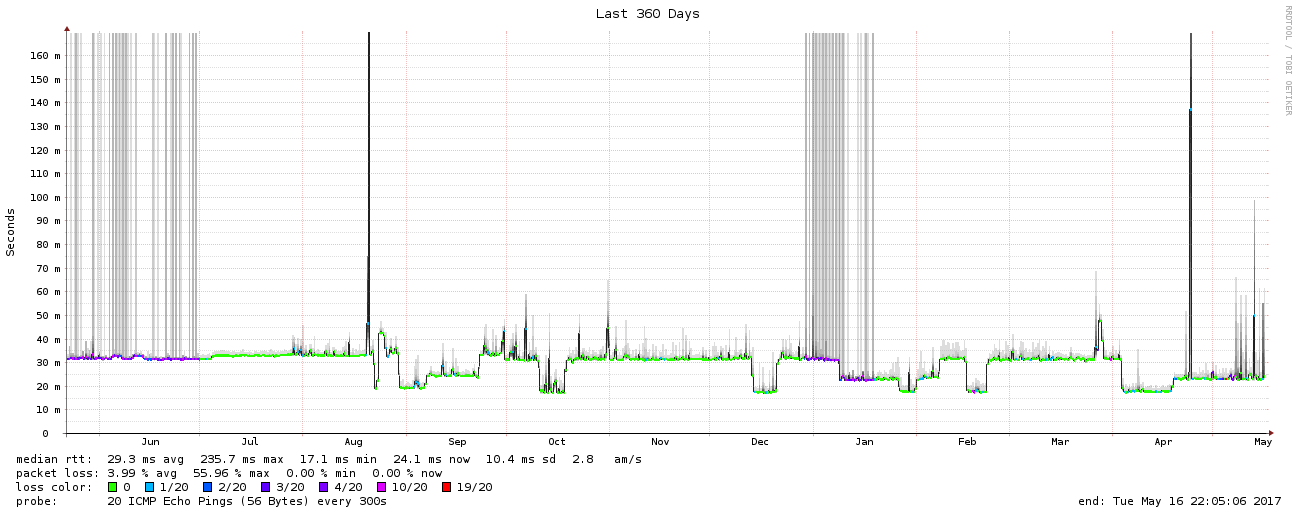 Last 360 Days
RRDTOOL / TOBI OETIKER
Seconds
160 m
150 m
140 m
130 m
120 m
110 m
100 m
90 m
80 m
70 m
60 m
50 m
40 m
30 m
20 m
10 m
0
Jun Jul Aug Sep Oct Nov Dec Jan Feb Mar Apr May
median rtt: 29.3 ms avg 235.7 ms max 17.1 ms min 24.1 ms now 10.4 ms sd 2.8 am/s
packet loss: 3.99 % avg 55.96 % max 0.00 % min 0.00 % now
loss color: 0 1/20 2/20 3/20 4/20 10/20 19/20
probe: 20 ICMP Echo Pings (56 Bytes) every 300s end: Tue May 16 22:05:06 2017